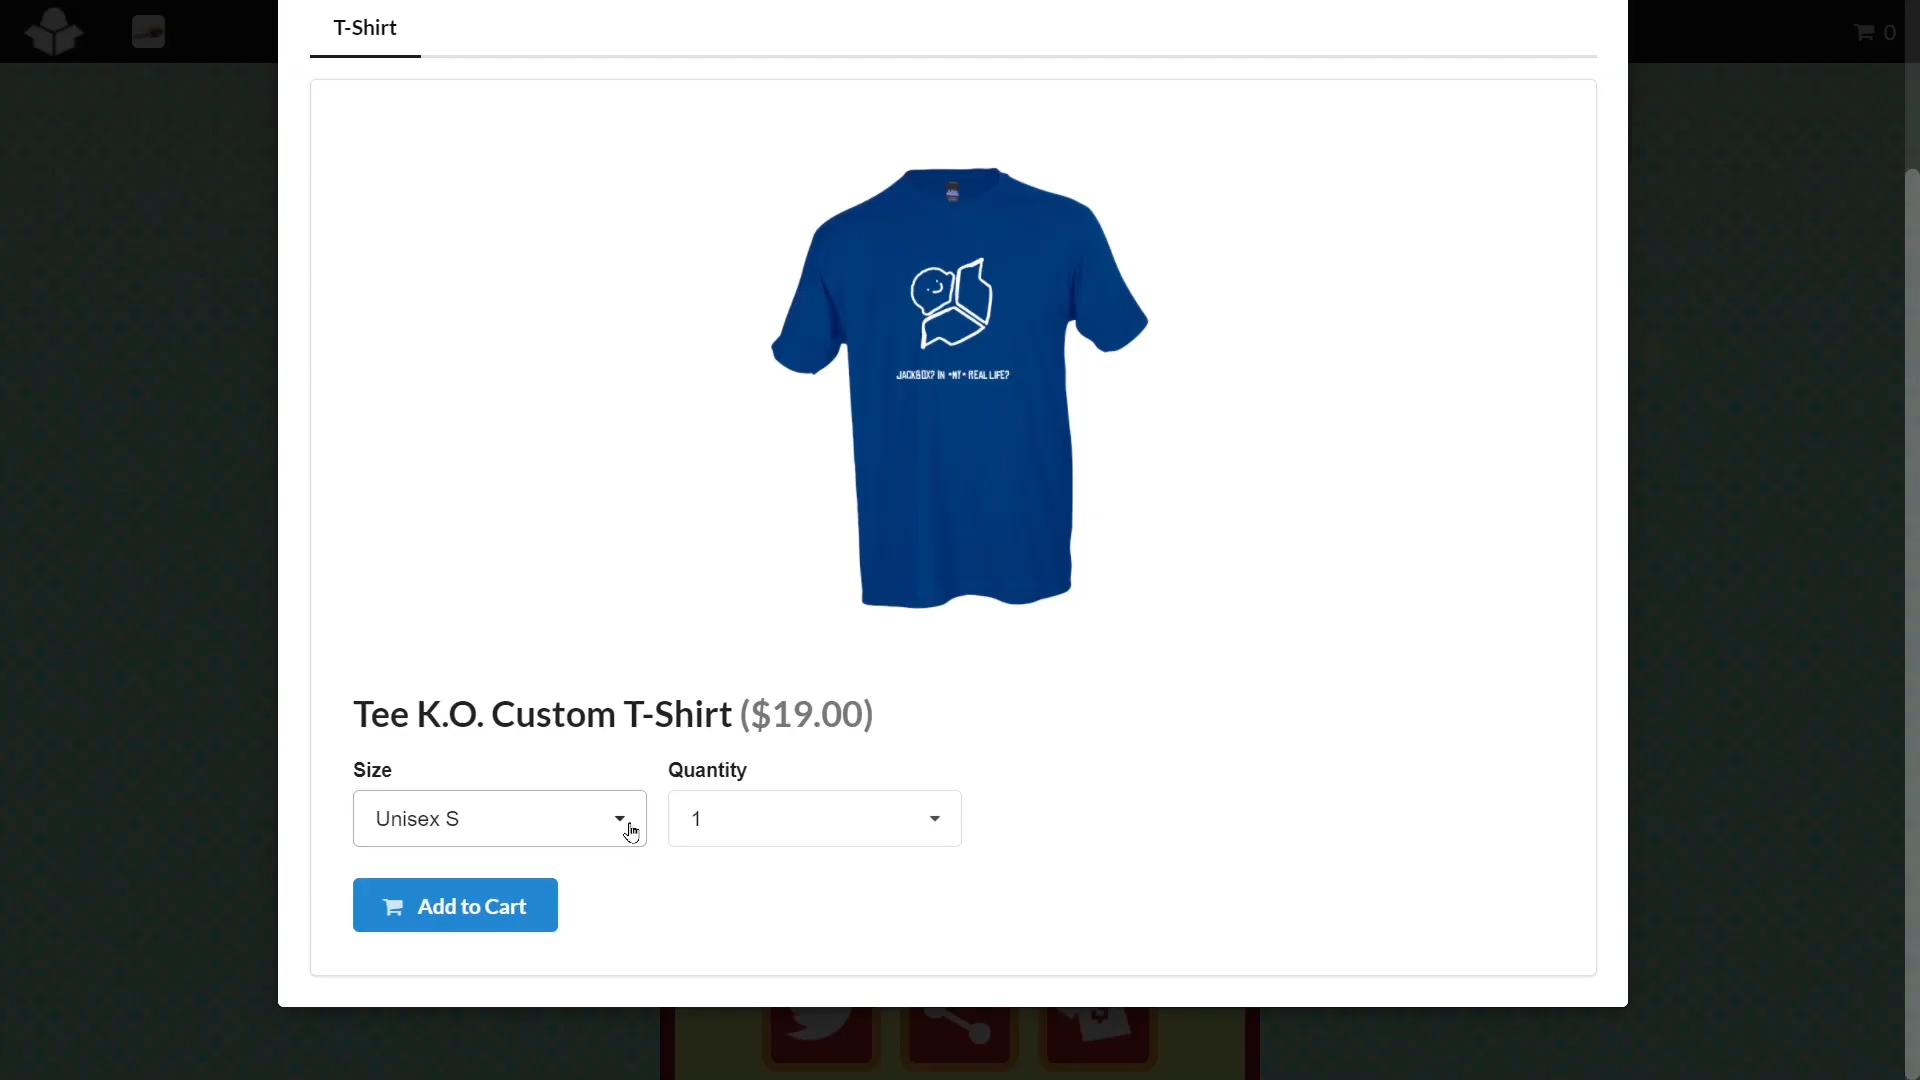 0
T-Shirt
JACKBOX? IN *MY* REAL LIFE?
Tee K.O. Custom T-Shirt ($19.00)
Size
Quantity
Unisex S
1
Add to Cart